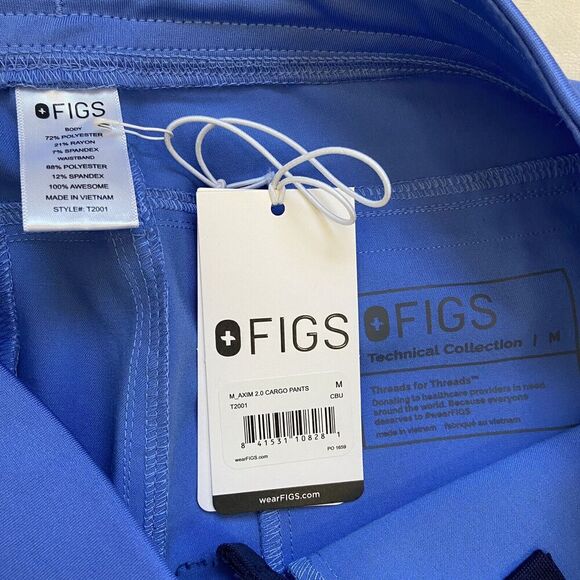 FIGS
BODY
72% POLYESTER
21% RAYON
7% SPANDEX
WAISTBAND
88% POLYESTER
12% SPANDEX
100% AWESOME
MADE IN VIETNAM
STYLE#: T2001
FIGS
M_AXIM 2.0 CARGO PANTS M
T2001 CBU
8 41531 10828 1
wearFIGS.com PO 1659
wearFIGS.com
FIGS
Technical Collection / M
Threads for Threads™
Donating to healthcare providers in need
around the world. Because everyone
deserves to #wearFIGS.
made in vietnam fabriqué au vietnam